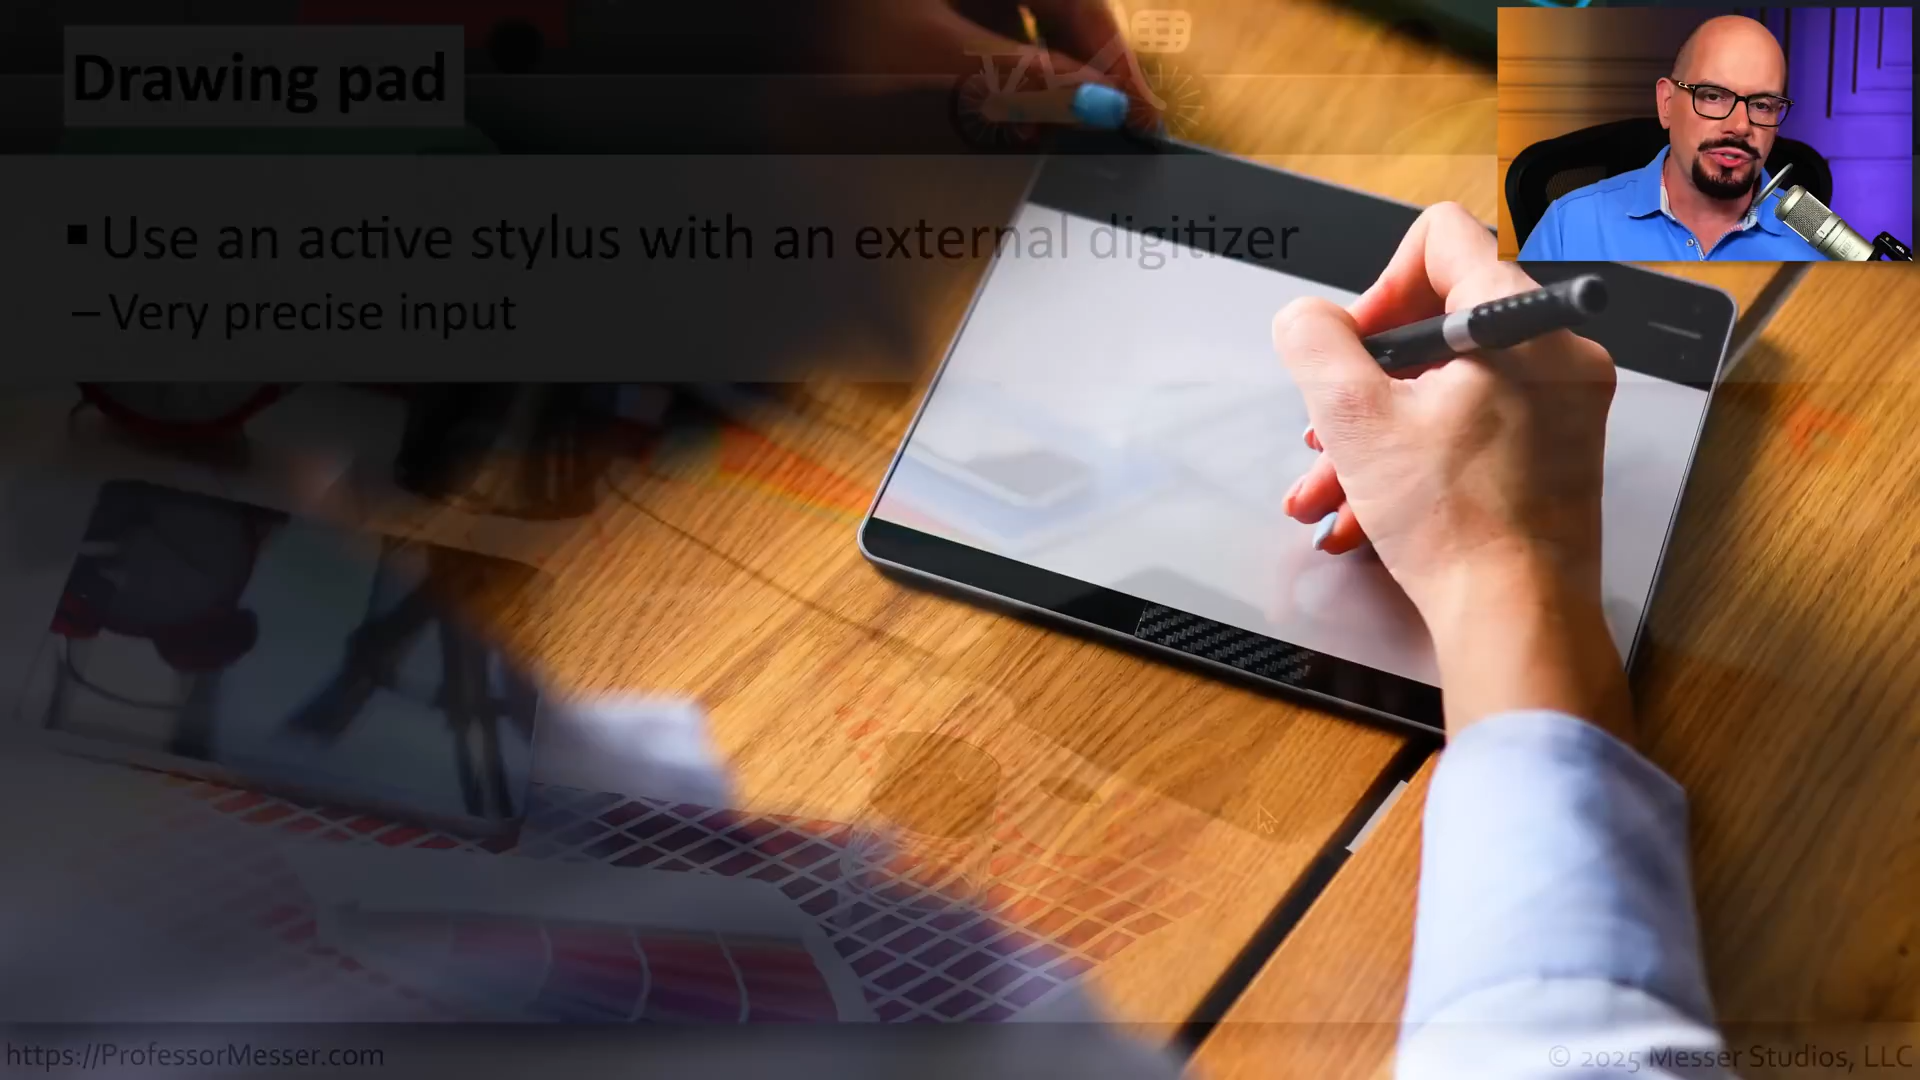 Drawing pad
▪ Use an active stylus with an external digitizer
– Very precise input
https://ProfessorMesser.com
© 2025 Messer Studios, LLC